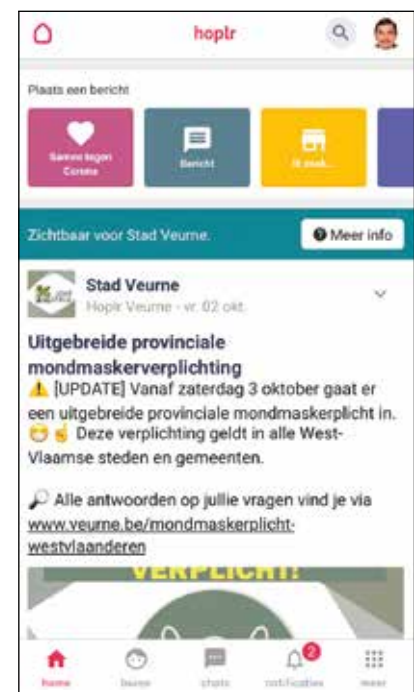 hoplr
Plaats een bericht
Samen tegen
Corona
Bericht
Ik zoek...
Zichtbaar voor Stad Veurne.
Meer info
Stad Veurne
Hoplr Veurne - vr. 02 okt.
Uitgebreide provinciale
mondmaskerverplichting
[UPDATE] Vanaf zaterdag 3 oktober gaat er
een uitgebreide provinciale mondmaskerplicht in.
Deze verplichting geldt in alle West-
Vlaamse steden en gemeenten.
Alle antwoorden op jullie vragen vind je via
www.veurne.be/mondmaskerplicht-
westvlaanderen
VERPLICHT!
2
home
buurt
chats
notificaties
meer